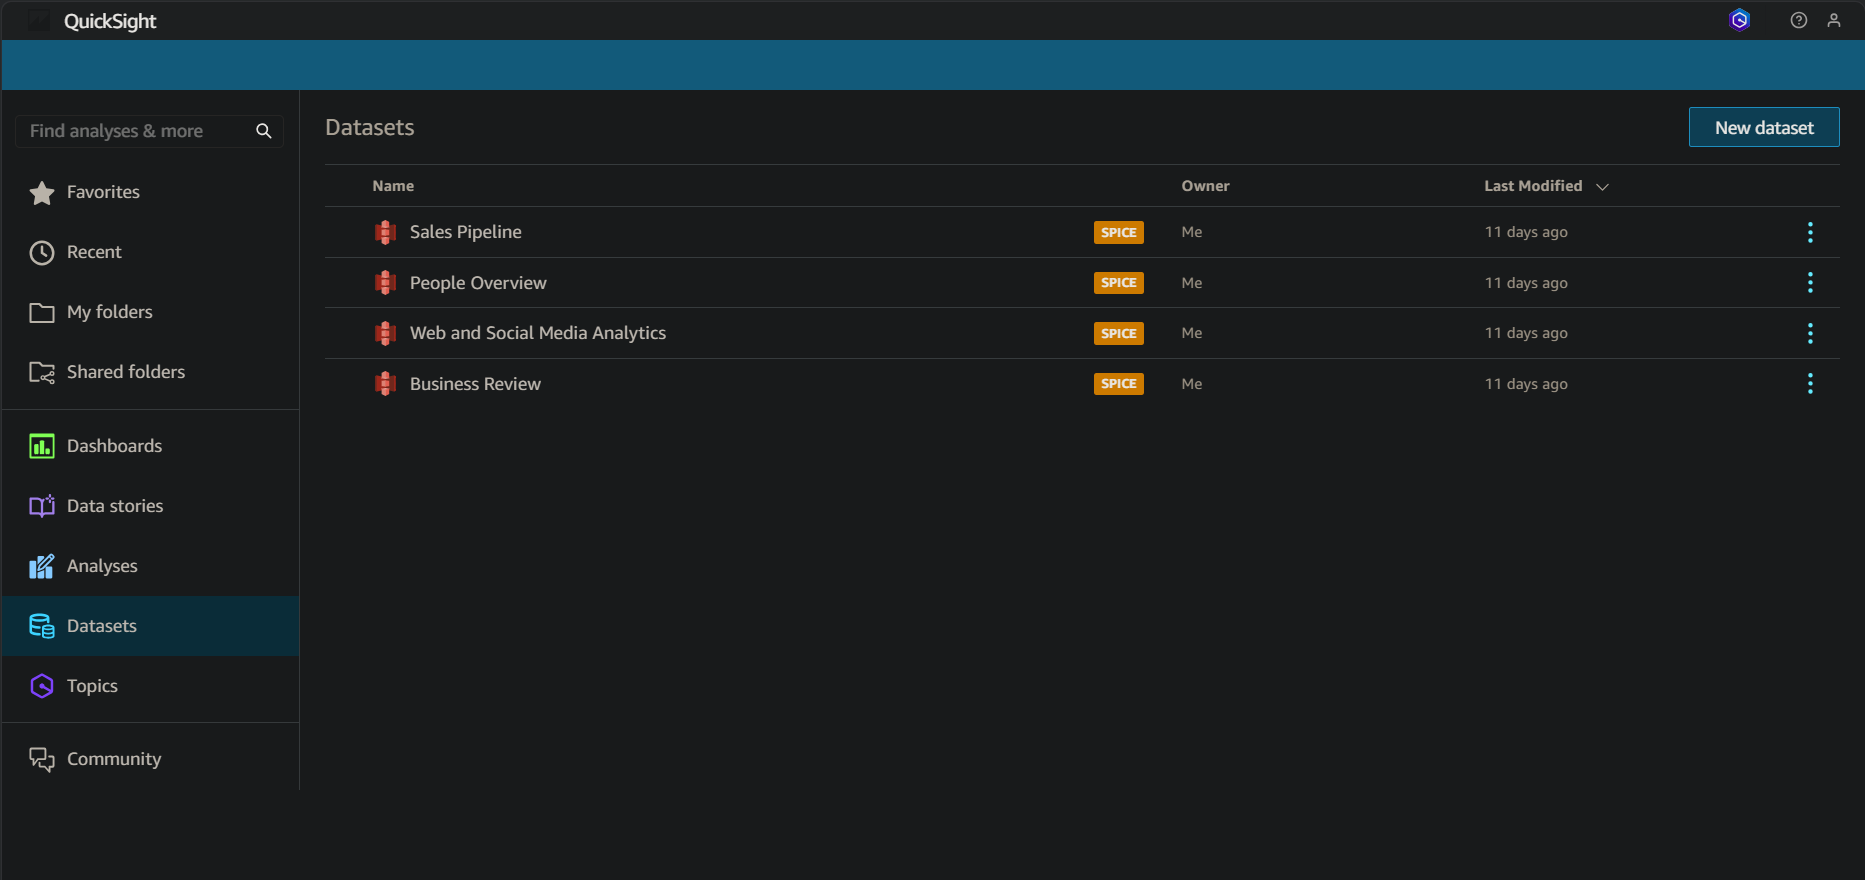 QuickSight
Find analyses & more
Favorites
Recent
My folders
Shared folders
Dashboards
Data stories
Analyses
Datasets
Topics
Community
Datasets
New dataset
Name Owner Last Modified
Sales Pipeline SPICE Me 11 days ago
People Overview SPICE Me 11 days ago
Web and Social Media Analytics SPICE Me 11 days ago
Business Review SPICE Me 11 days ago